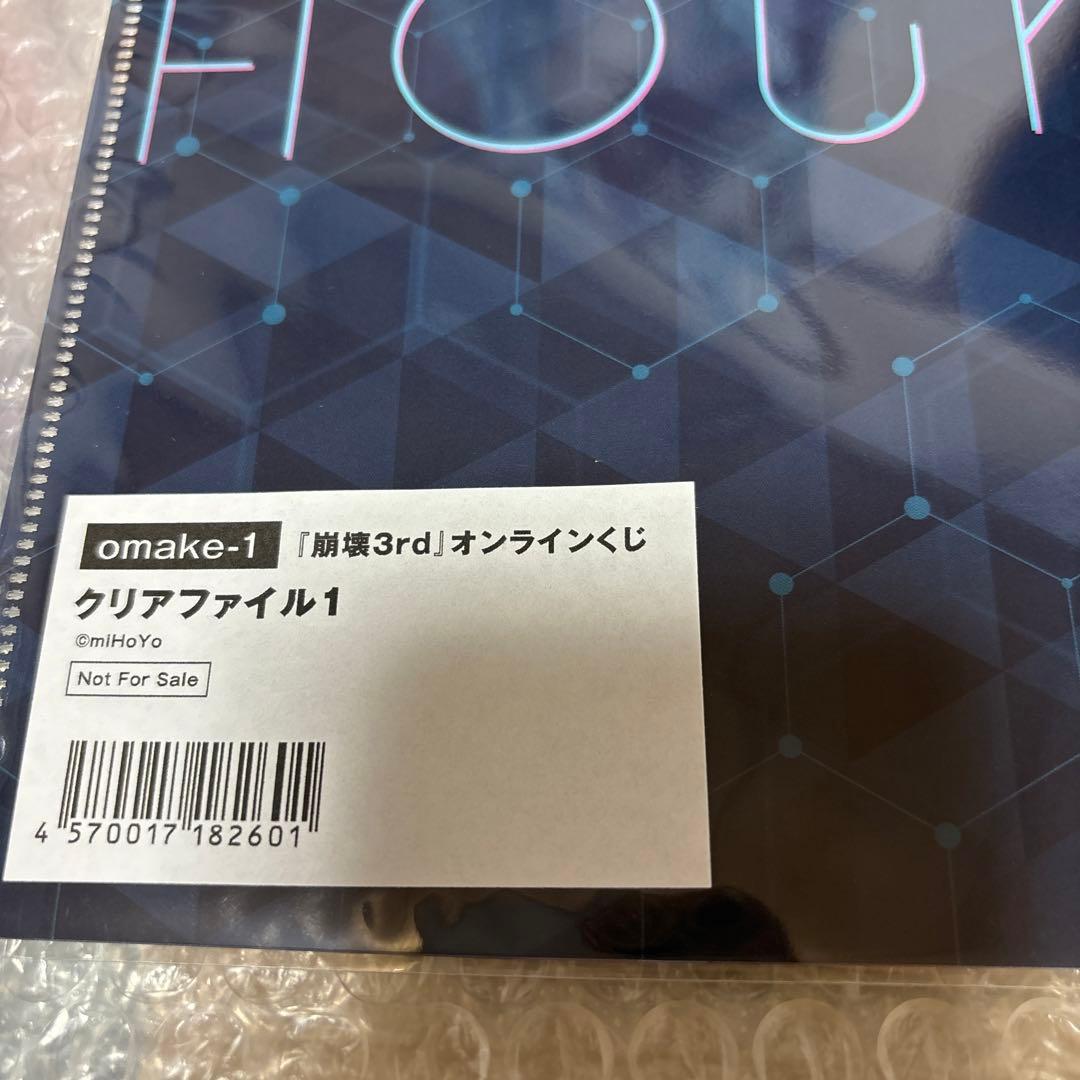 HOU
omake-1 『崩壊3rd』オンラインくじ
クリアファイル1
©miHoYo
Not For Sale
4 570017 182601